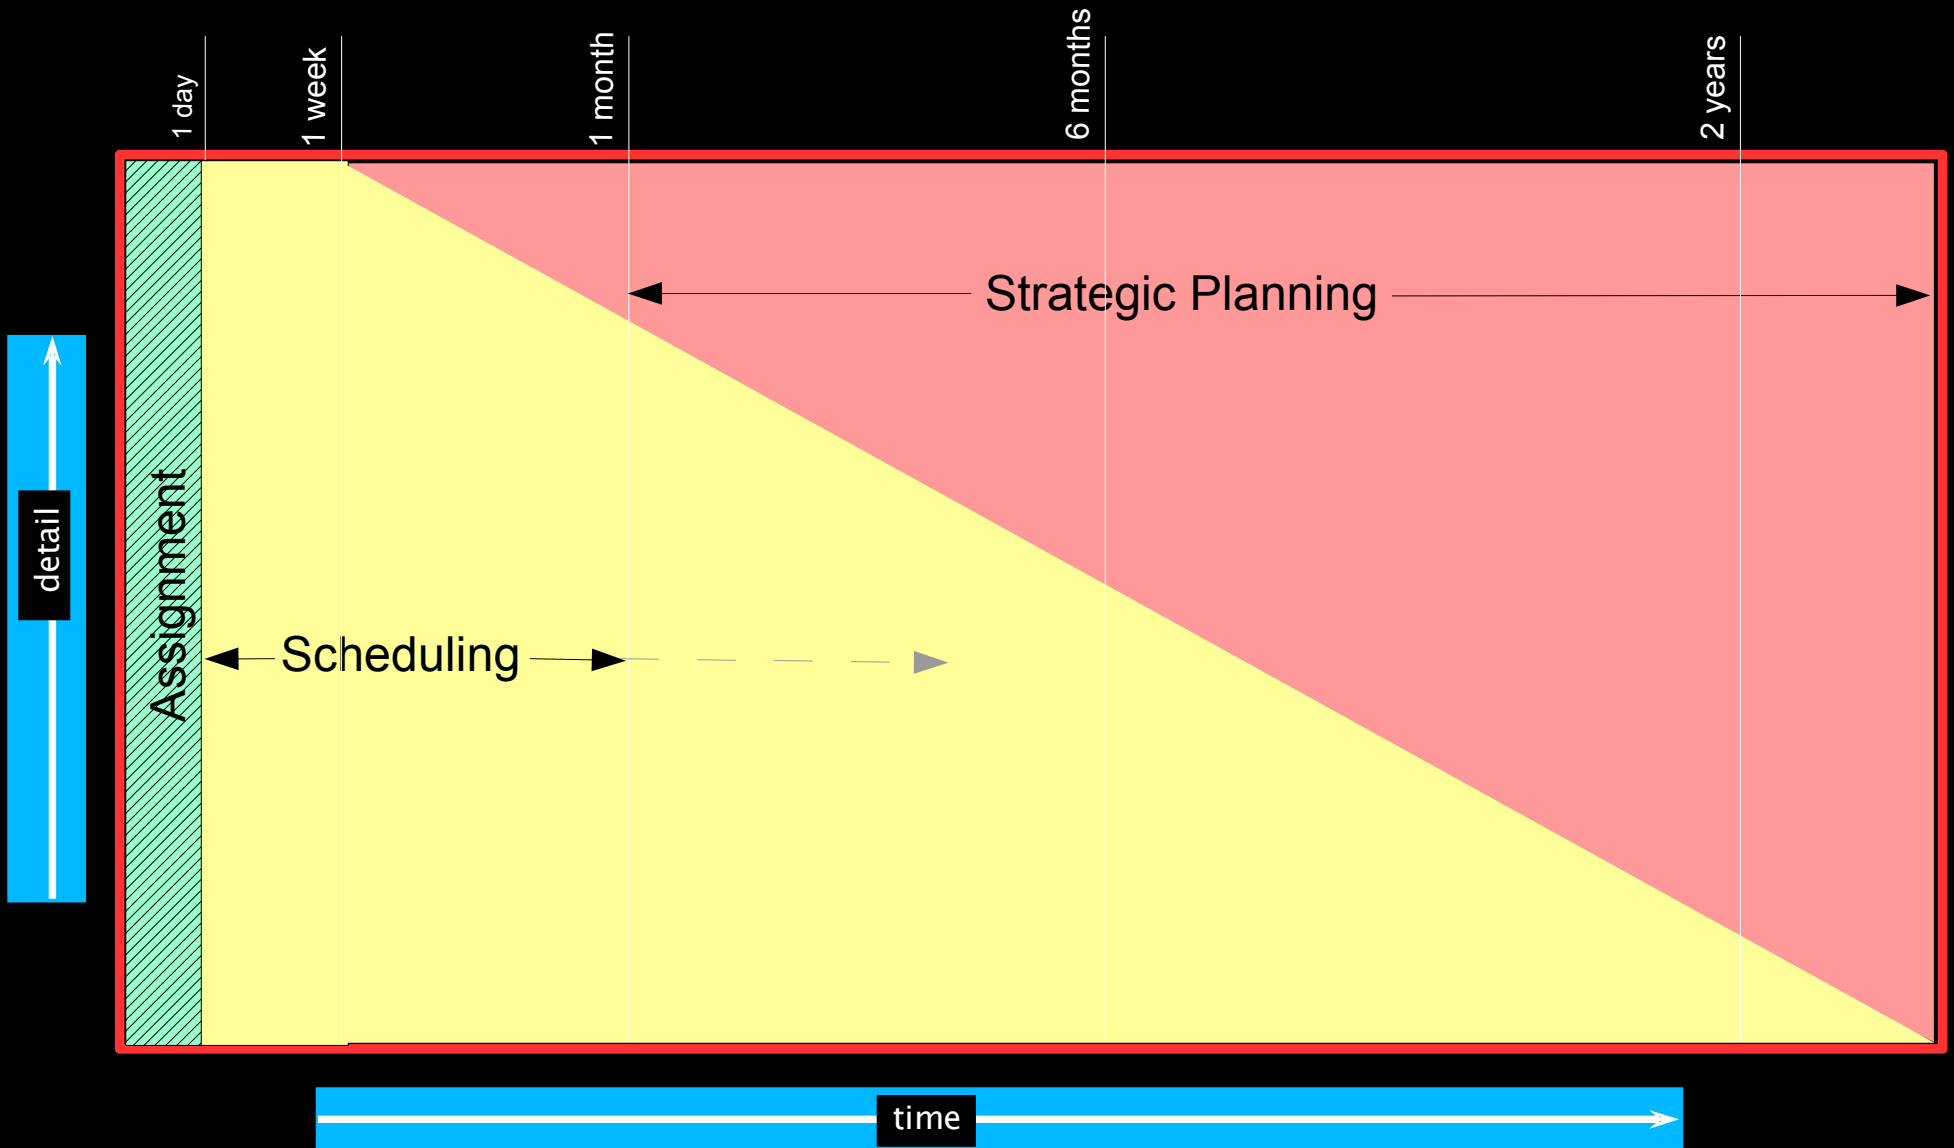 1 day
1 week
1 month
6 months
2 years
Strategic Planning
detail
Assignment
Scheduling
time